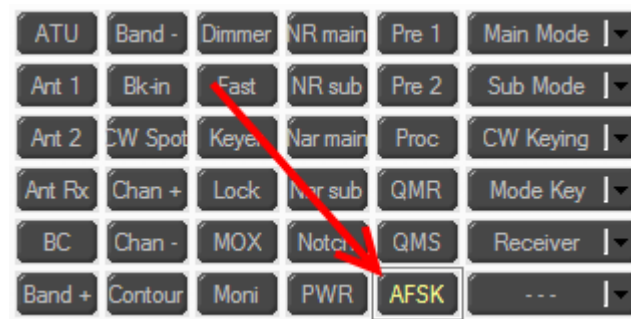 ATU Band - Dimmer NR main Pre 1 Main Mode
Ant 1 Bk-in Fast NR sub Pre 2 Sub Mode
Ant 2 CW Spot Keyer Nar main Proc CW Keying
Ant Rx Chan + Lock Nar sub QMR Mode Key
BC Chan - MOX Notch QMS Receiver
Band + Contour Moni PWR AFSK ---